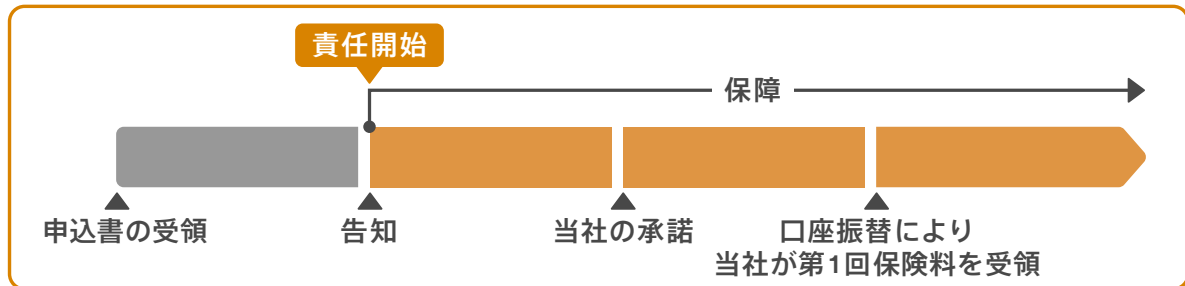 責任開始
保障
申込書の受領
告知
当社の承諾
口座振替により
当社が第1回保険料を受領